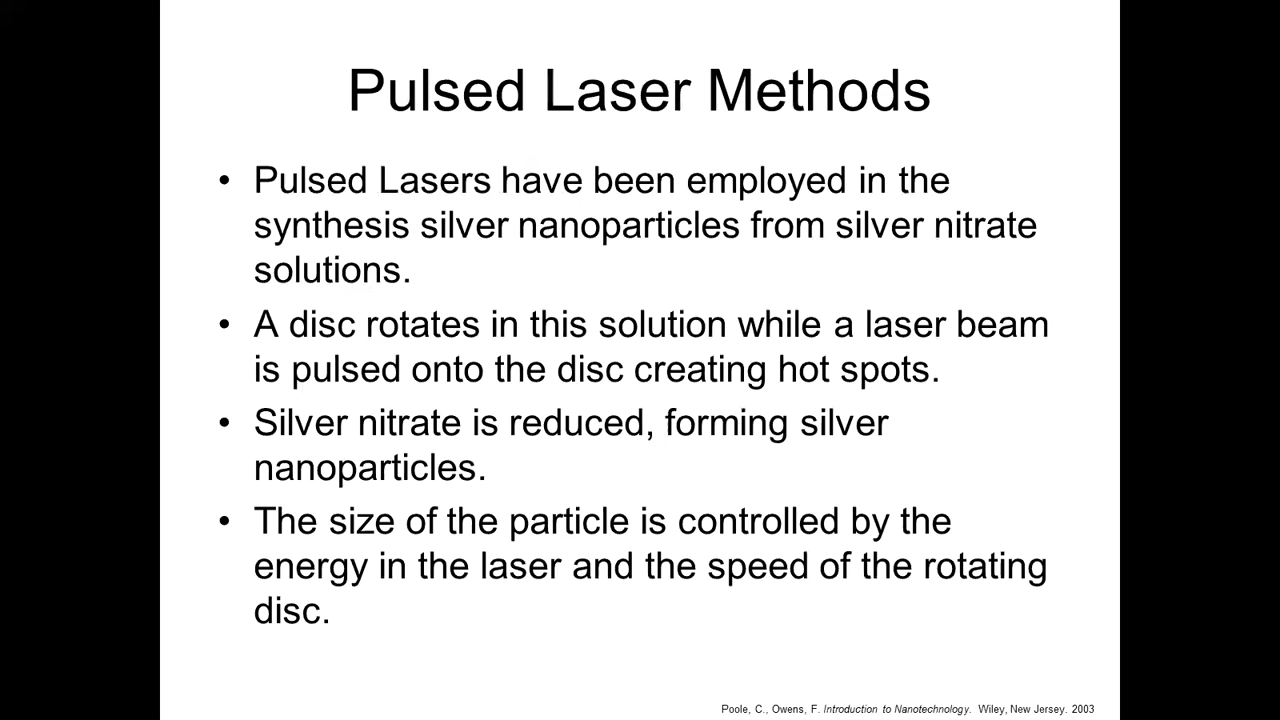 Pulsed Laser Methods
• Pulsed Lasers have been employed in the
synthesis silver nanoparticles from silver nitrate
solutions.
• A disc rotates in this solution while a laser beam
is pulsed onto the disc creating hot spots.
• Silver nitrate is reduced, forming silver
nanoparticles.
• The size of the particle is controlled by the
energy in the laser and the speed of the rotating
disc.
Poole, C., Owens, F. Introduction to Nanotechnology. Wiley, New Jersey. 2003